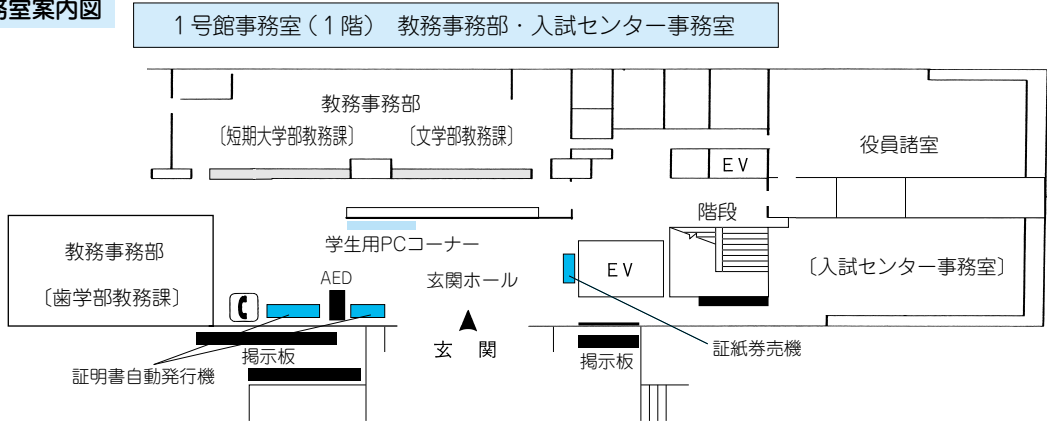 務室案内図
1号館事務室(1階) 教務事務部・入試センター事務室
教務事務部
〔短期大学部教務課〕 〔文学部教務課〕
役員諸室
EV
階段
学生用PCコーナー
教務事務部
〔歯学部教務課〕
AED
玄関ホール
EV
〔入試センター事務室〕
玄 関
掲示板
証明書自動発行機
掲示板
証紙券売機